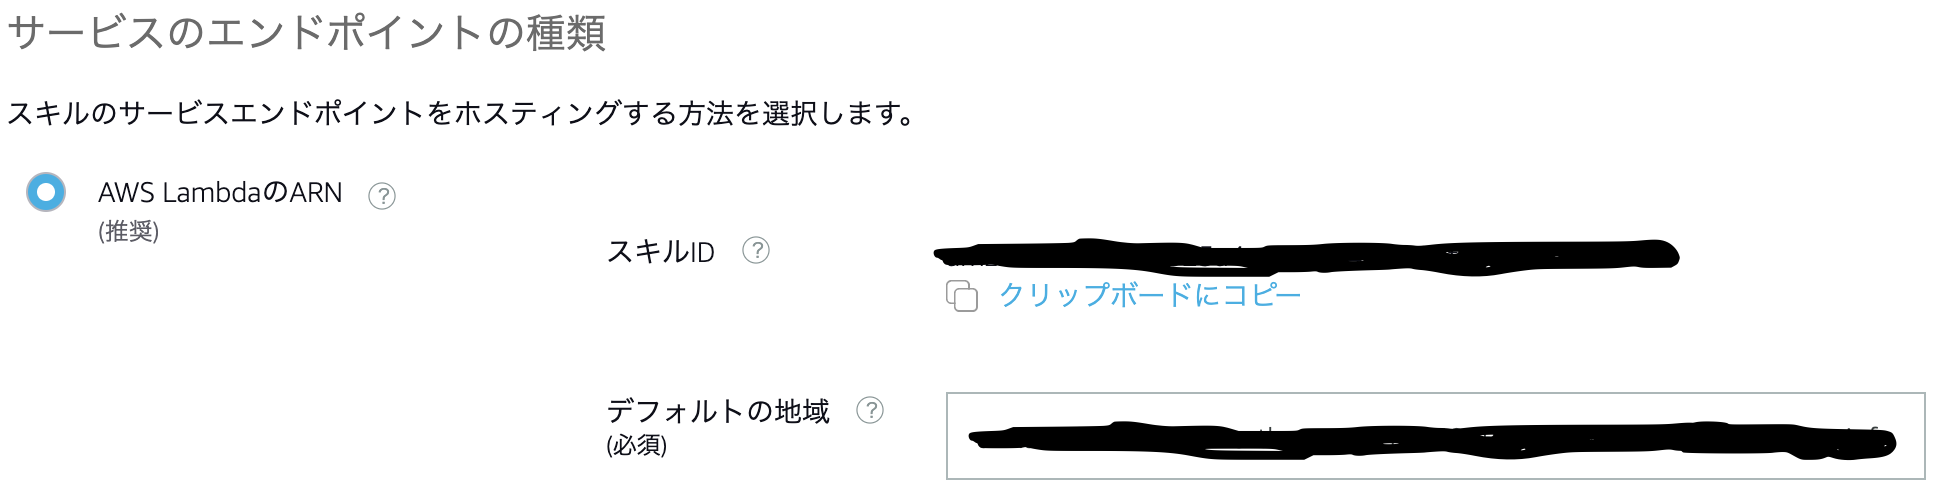 サービスのエンドポイントの種類
スキルのサービスエンドポイントをホスティングする方法を選択します。
AWS LambdaのARN ?
(推奨)
スキルID ?
クリップボードにコピー
デフォルトの地域 ?
(必須)